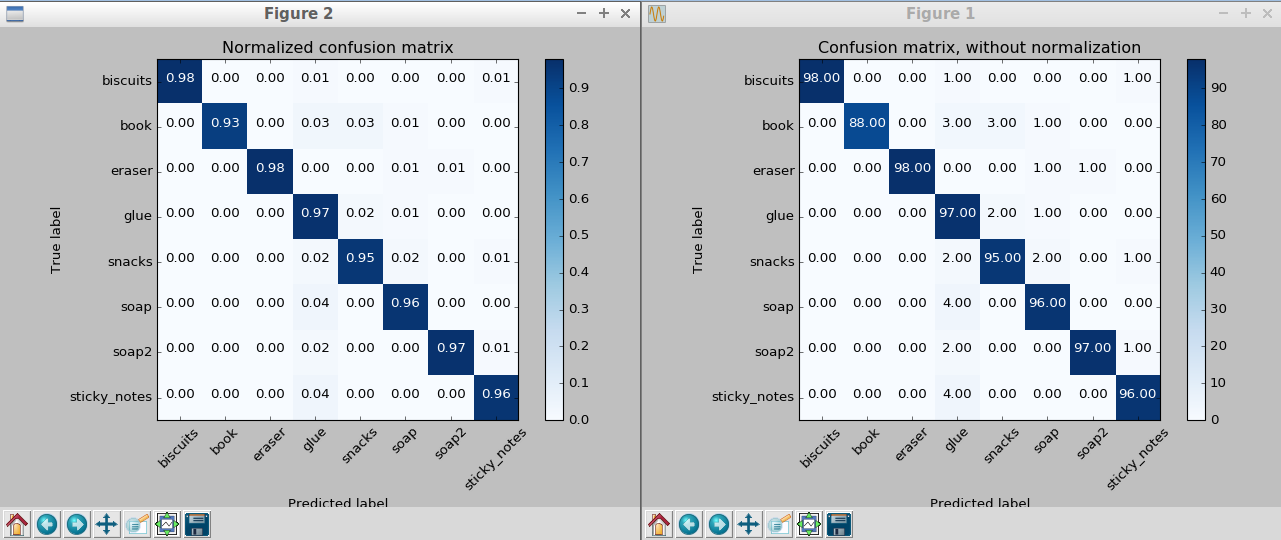 Figure 2
Normalized confusion matrix
biscuits 0.98 0.00 0.00 0.01 0.00 0.00 0.00 0.01
book 0.00 0.93 0.00 0.03 0.03 0.01 0.00 0.00
eraser 0.00 0.00 0.98 0.00 0.00 0.01 0.01 0.00
glue 0.00 0.00 0.00 0.97 0.02 0.01 0.00 0.00
snacks 0.00 0.00 0.00 0.02 0.95 0.02 0.00 0.01
soap 0.00 0.00 0.00 0.04 0.00 0.96 0.00 0.00
soap2 0.00 0.00 0.00 0.02 0.00 0.00 0.97 0.01
sticky_notes 0.00 0.00 0.00 0.04 0.00 0.00 0.00 0.96
True label
biscuits book eraser glue snacks soap soap2 sticky_notes
Predicted label
0.9
0.8
0.7
0.6
0.5
0.4
0.3
0.2
0.1
0.0
Figure 1
Confusion matrix, without normalization
biscuits 98.00 0.00 0.00 1.00 0.00 0.00 0.00 1.00
book 0.00 88.00 0.00 3.00 3.00 1.00 0.00 0.00
eraser 0.00 0.00 98.00 0.00 0.00 1.00 1.00 0.00
glue 0.00 0.00 0.00 97.00 2.00 1.00 0.00 0.00
snacks 0.00 0.00 0.00 2.00 95.00 2.00 0.00 1.00
soap 0.00 0.00 0.00 4.00 0.00 96.00 0.00 0.00
soap2 0.00 0.00 0.00 2.00 0.00 0.00 97.00 1.00
sticky_notes 0.00 0.00 0.00 4.00 0.00 0.00 0.00 96.00
True label
biscuits book eraser glue snacks soap soap2 sticky_notes
Predicted label
90
80
70
60
50
40
30
20
10
0